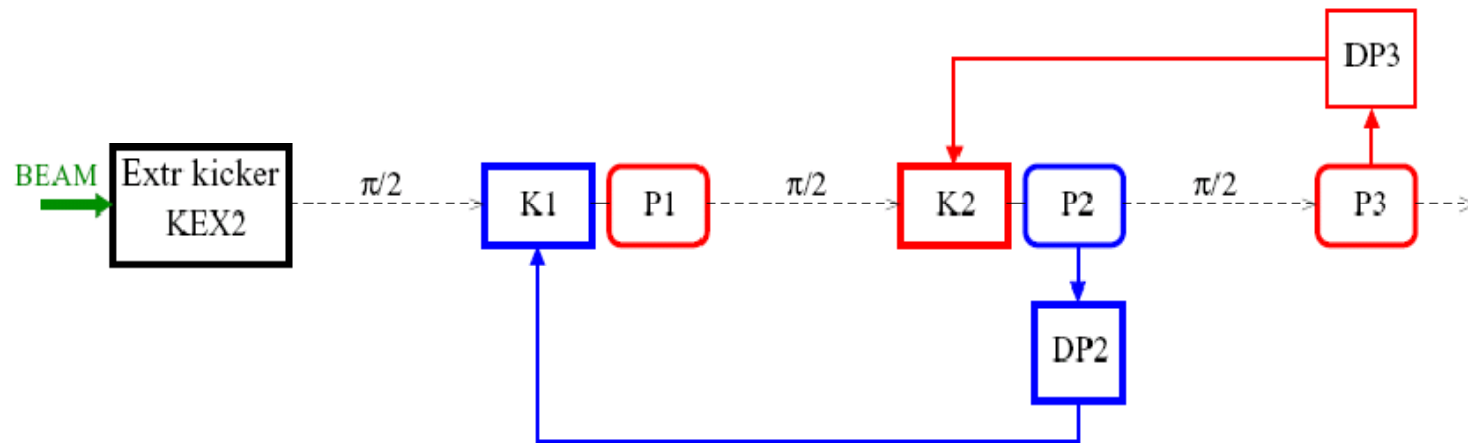 DP3
BEAM
Extr kicker
KEX2
π/2
K1
P1
π/2
K2
P2
π/2
P3
DP2